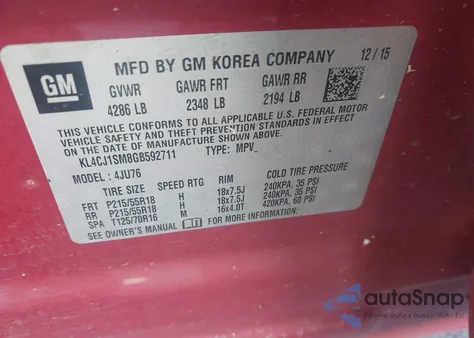 GM
MFD BY GM KOREA COMPANY 12/15
GVWR GAWR FRT GAWR RR
4286 LB 2348 LB 2194 LB
THIS VEHICLE CONFORMS TO ALL APPLICABLE U.S. FEDERAL MOTOR
VEHICLE SAFETY AND THEFT PREVENTION STANDARDS IN EFFECT ON
THE DATE OF MANUFACTURE SHOWN ABOVE.
KL4CJ1SM8GB592711 TYPE: MPV
MODEL: 4JU76
TIRE SIZE SPEED RTG RIM COLD TIRE PRESSURE
FRT P215/55R18 H 18x7.5J 240KPA, 35 PSI
RR P215/55R18 H 18x7.5J 240KPA, 35 PSI
SPA T125/70R16 M 16x4.0T 420KPA, 60 PSI
SEE OWNER'S MANUAL FOR ADDITIONAL INFORMATION
autoSnap
USA - EU